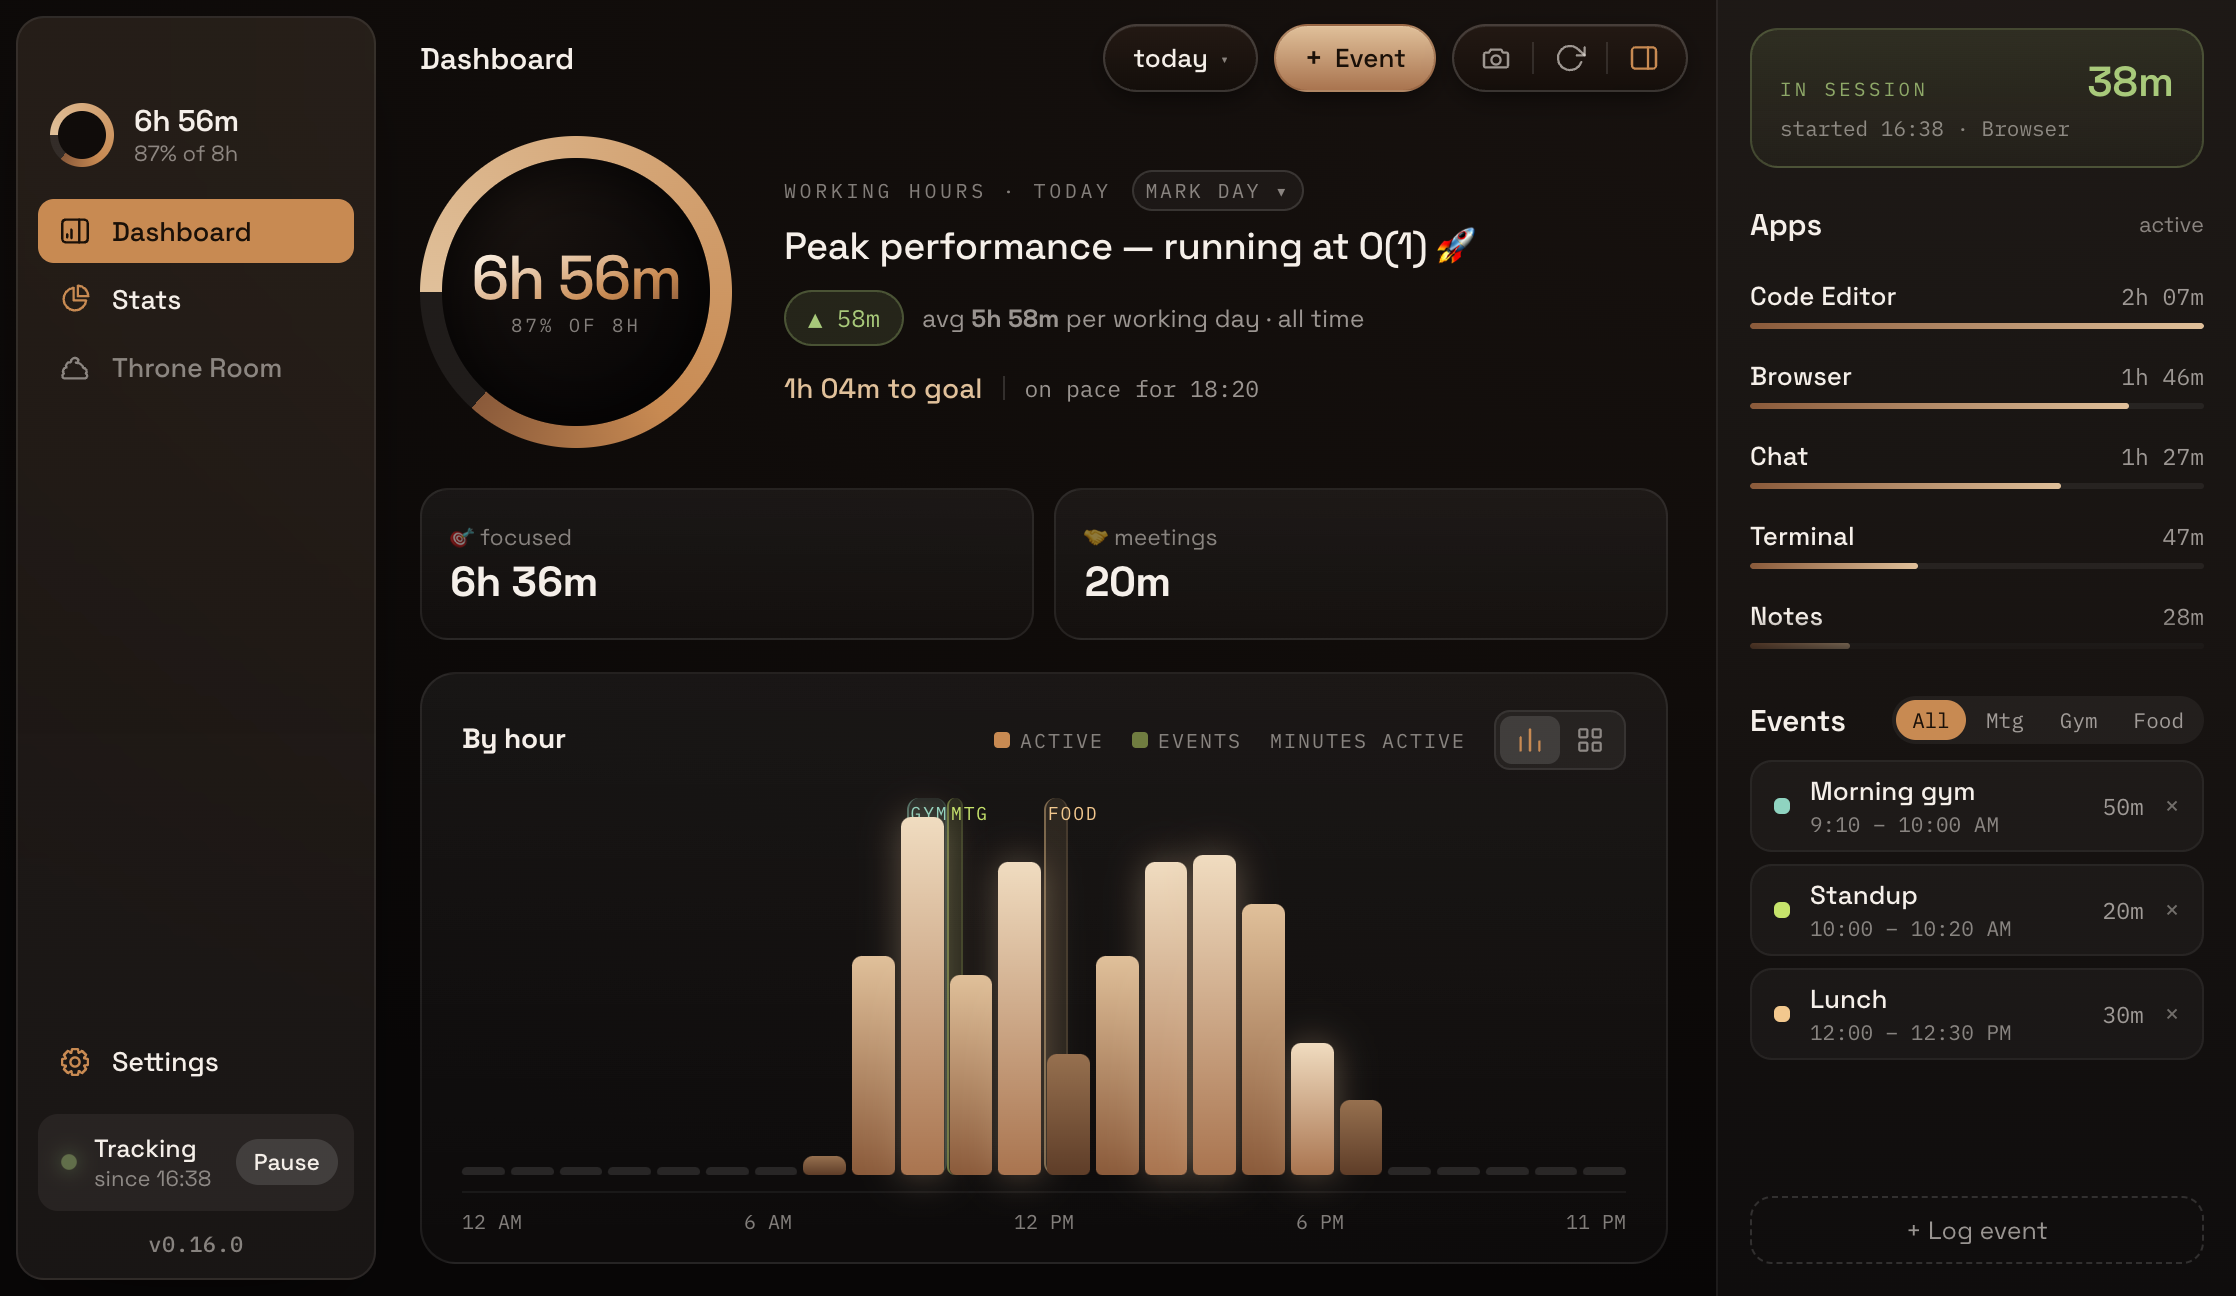 6h 56m
87% of 8h
Dashboard
Stats
Throne Room
Settings
Tracking
since 16:38
Pause
v0.16.0
Dashboard
today ▾
+ Event
6h 56m
87% OF 8H
WORKING HOURS · TODAY
MARK DAY ▾
Peak performance — running at O(1) 🚀
▲ 58m
avg 5h 58m per working day · all time
1h 04m to goal
on pace for 18:20
🎯 focused
6h 36m
🤝 meetings
20m
By hour
ACTIVE
EVENTS
MINUTES ACTIVE
GYM
MTG
FOOD
12 AM
6 AM
12 PM
6 PM
11 PM
IN SESSION
38m
started 16:38 · Browser
Apps
active
Code Editor
2h 07m
Browser
1h 46m
Chat
1h 27m
Terminal
47m
Notes
28m
Events
All
Mtg
Gym
Food
Morning gym
9:10 – 10:00 AM
50m ×
Standup
10:00 – 10:20 AM
20m ×
Lunch
12:00 – 12:30 PM
30m ×
+ Log event